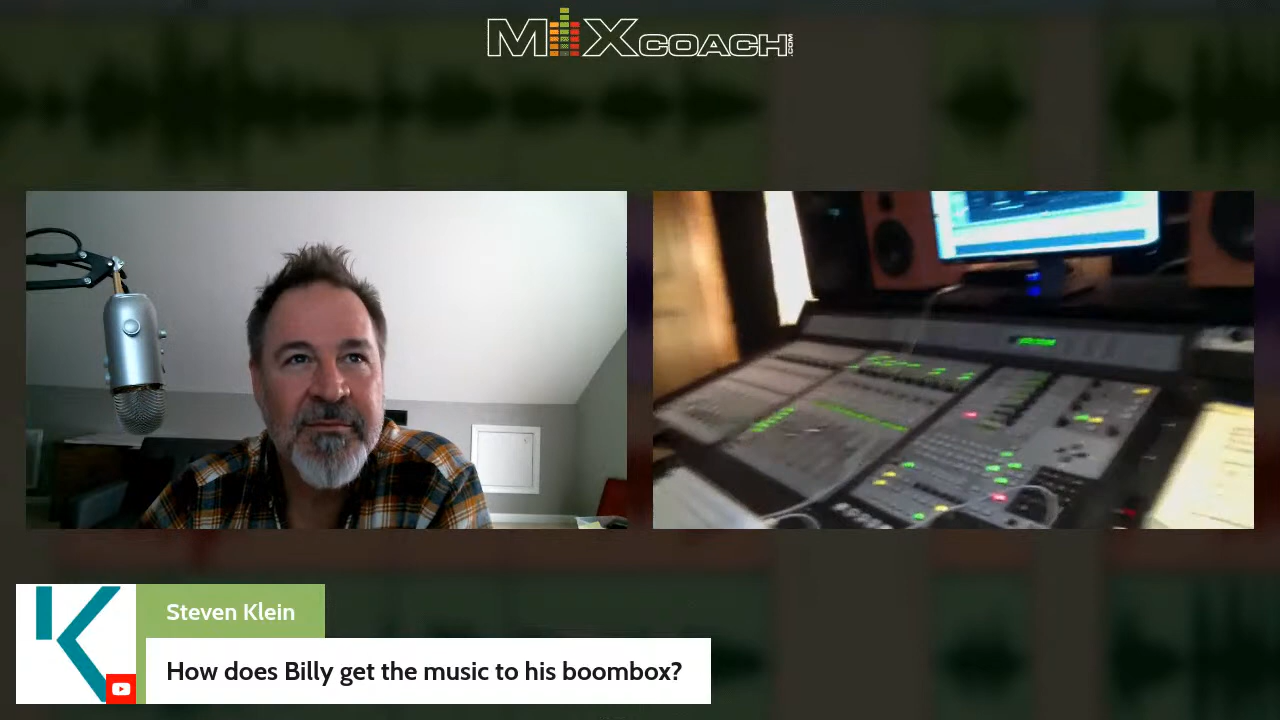 MIXCOACH.COM
Steven Klein
How does Billy get the music to his boombox?